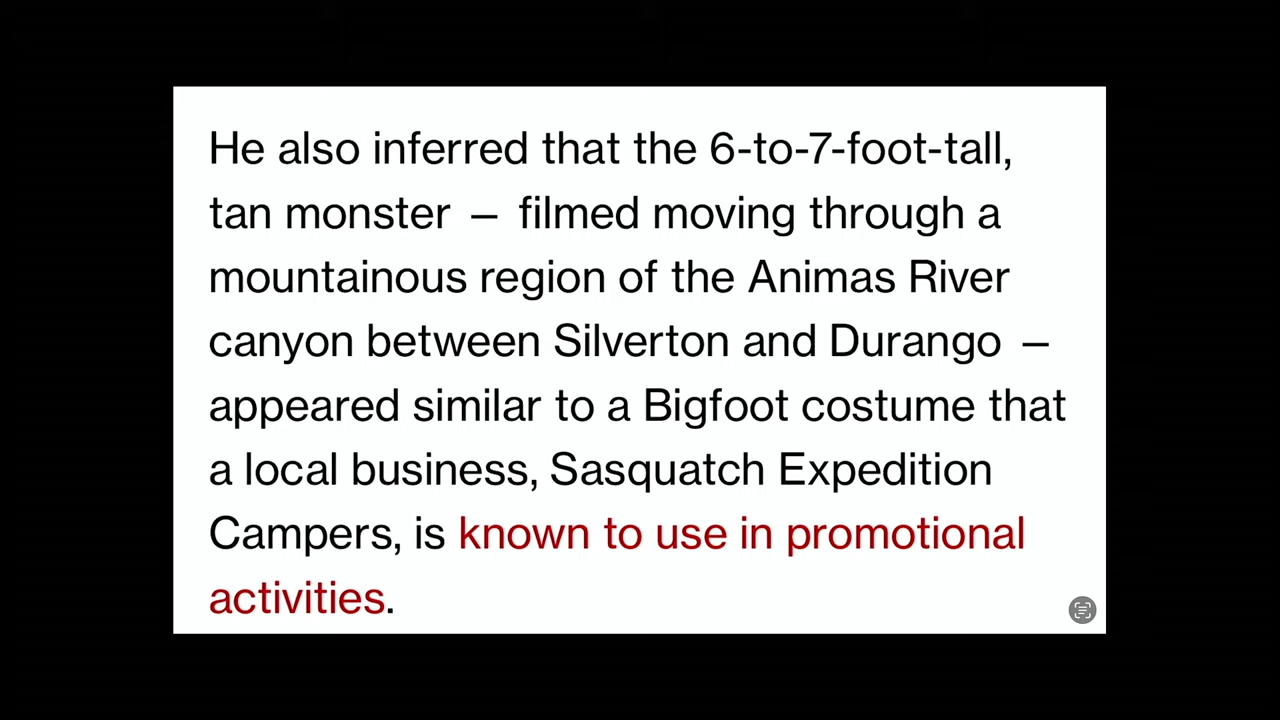 He also inferred that the 6-to-7-foot-tall,
tan monster — filmed moving through a
mountainous region of the Animas River
canyon between Silverton and Durango —
appeared similar to a Bigfoot costume that
a local business, Sasquatch Expedition
Campers, is known to use in promotional
activities.